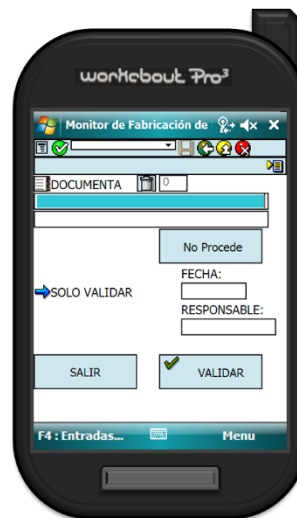 workabout Pro³
Monitor de Fabricación de
DOCUMENTA 0
No Procede
FECHA:
SOLO VALIDAR
RESPONSABLE:
SALIR VALIDAR
F4 : Entradas... Menu